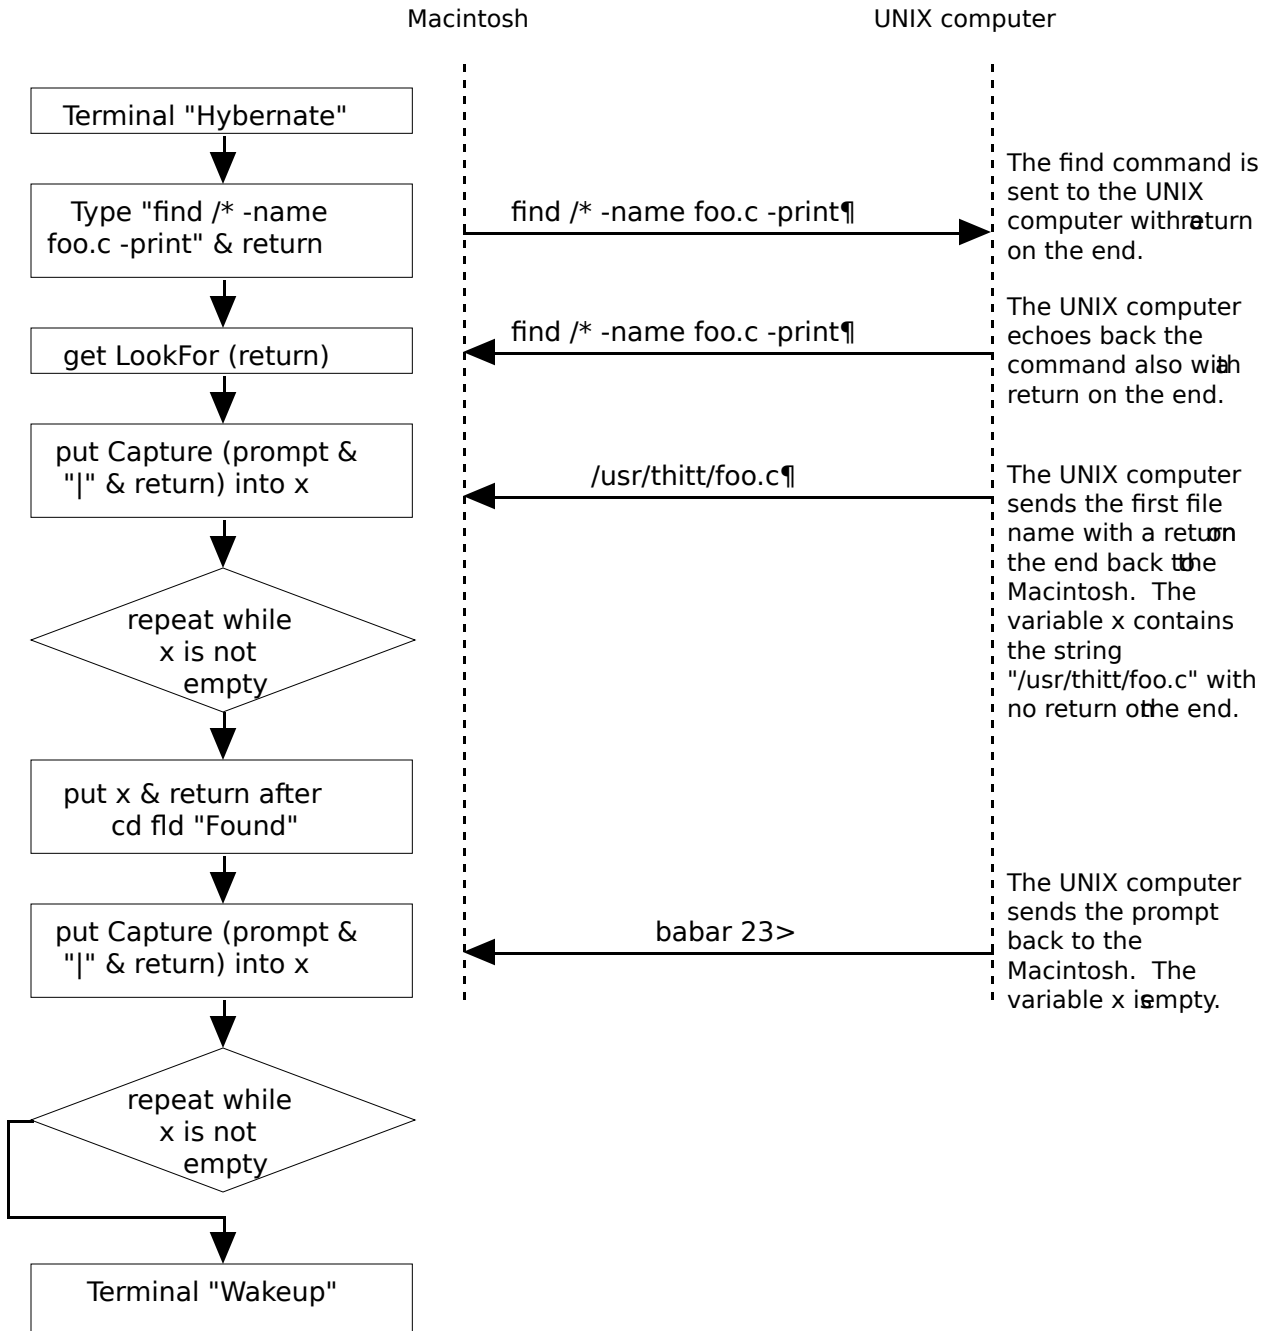 Macintosh
UNIX computer
Terminal "Hybernate"
Type "find /* -name
foo.c -print" & return
find /* -name foo.c -print¶
The find command is
sent to the UNIX
computer with a return
on the end.
get LookFor (return)
find /* -name foo.c -print¶
The UNIX computer
echoes back the
command also with a
return on the end.
put Capture (prompt &
"|" & return) into x
/usr/thitt/foo.c¶
The UNIX computer
sends the first file
name with a return on
the end back to the
Macintosh.  The
variable x contains
the string
"/usr/thitt/foo.c" with
no return on the end.
repeat while
x is not
empty
put x & return after
cd fld "Found"
put Capture (prompt &
"|" & return) into x
babar 23>
The UNIX computer
sends the prompt
back to the
Macintosh.  The
variable x is empty.
repeat while
x is not
empty
Terminal "Wakeup"